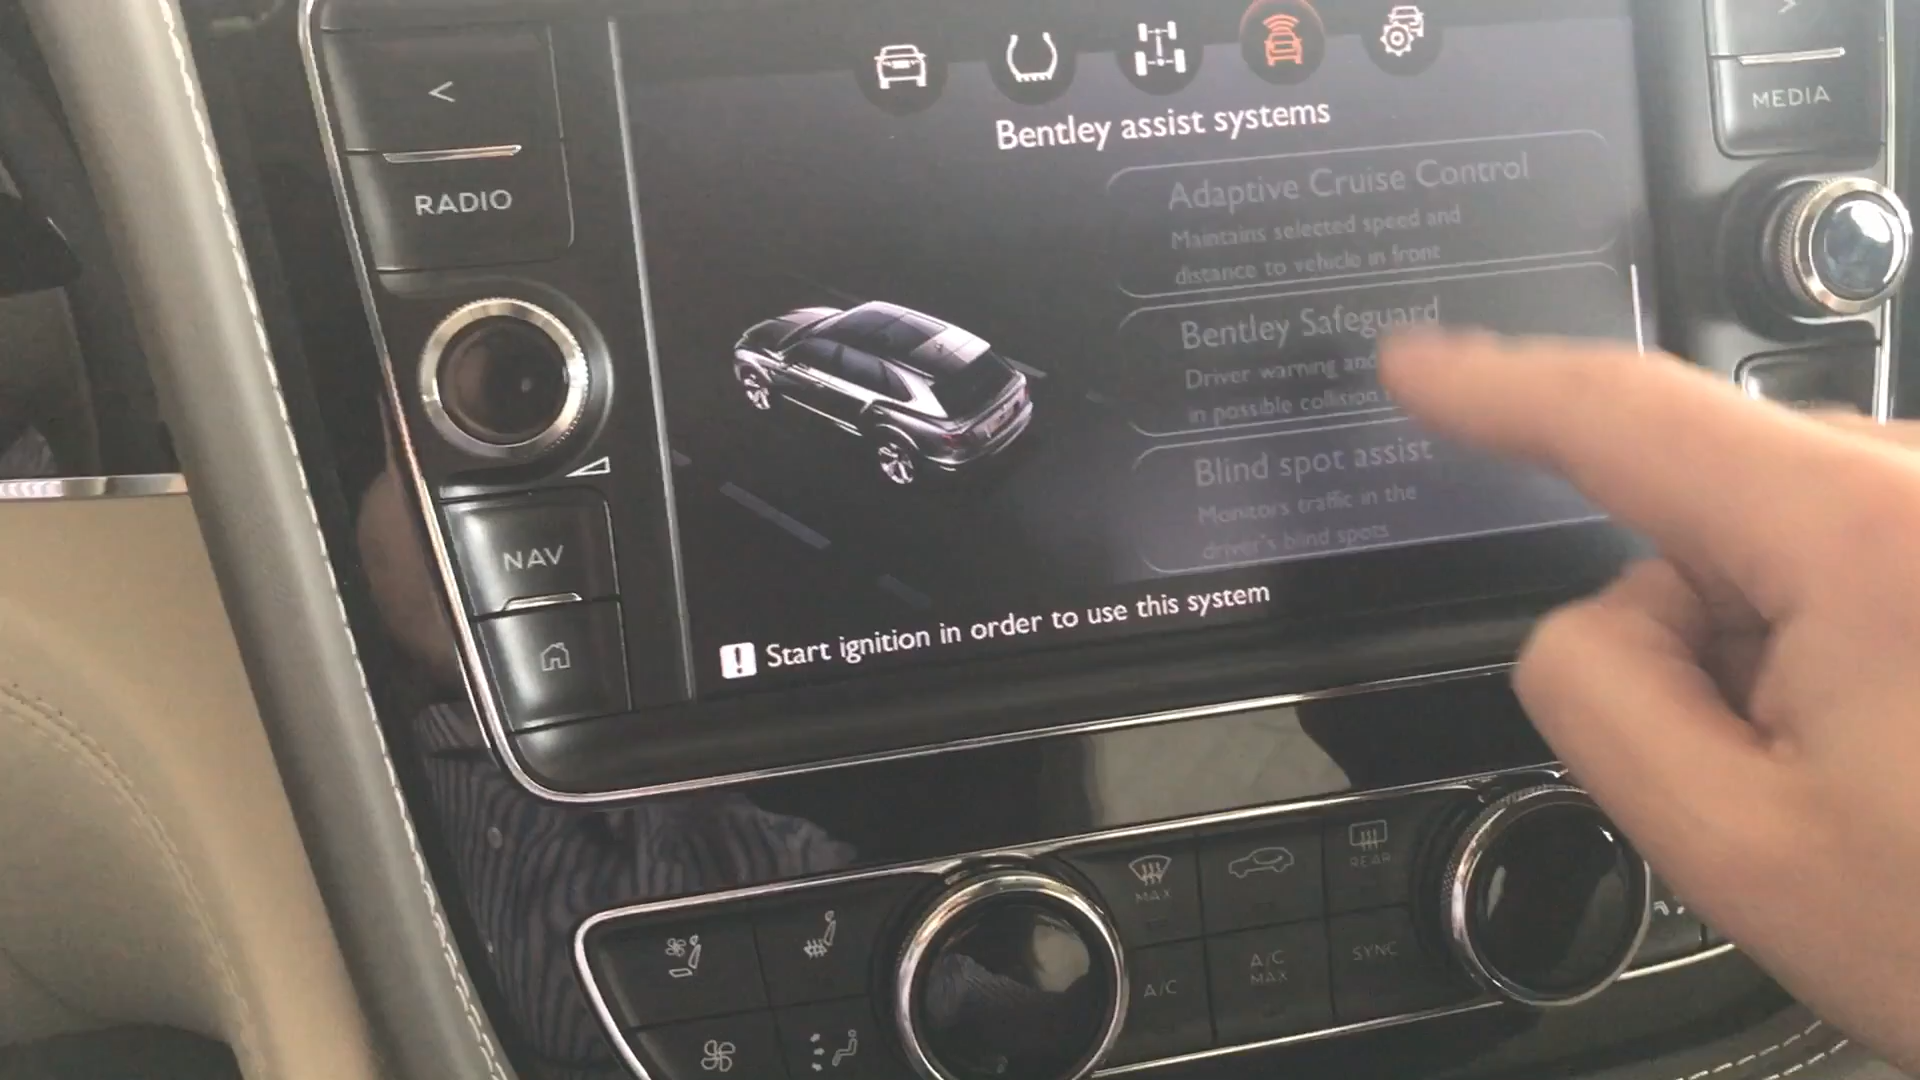 <
RADIO
NAV
Bentley assist systems
Adaptive Cruise Control
Maintains selected speed and
distance to vehicle in front
Bentley Safeguard
Driver warning and
in possible collision
Blind spot assist
Monitors traffic in the
driver's blind spots
! Start ignition in order to use this system
>
MEDIA
MAX
REAR
A/C
A/C
MAX
SYNC